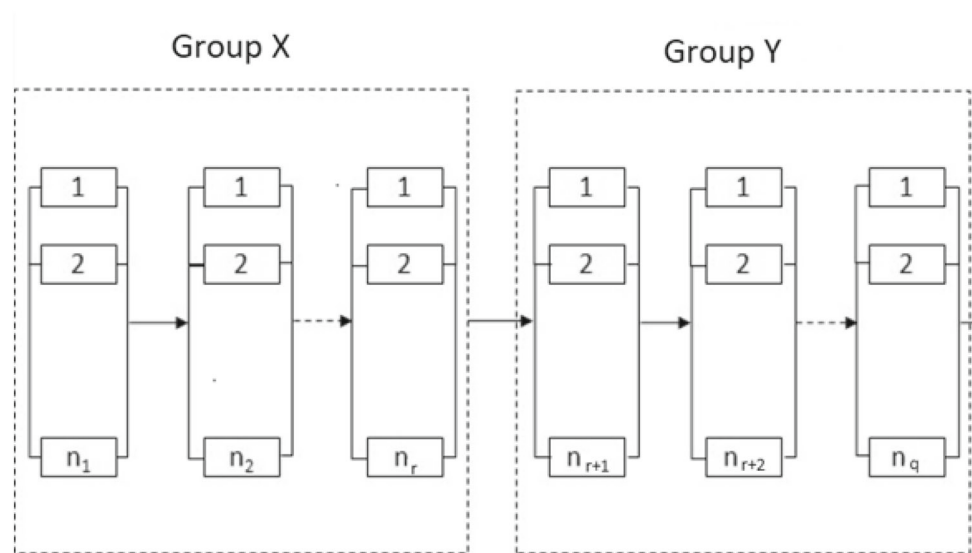 Group X
Group Y
1 1 1 1 1 1
2 2 2 2 2 2
n₁ n₂ nᵣ nᵣ₊₁ nᵣ₊₂ n_q